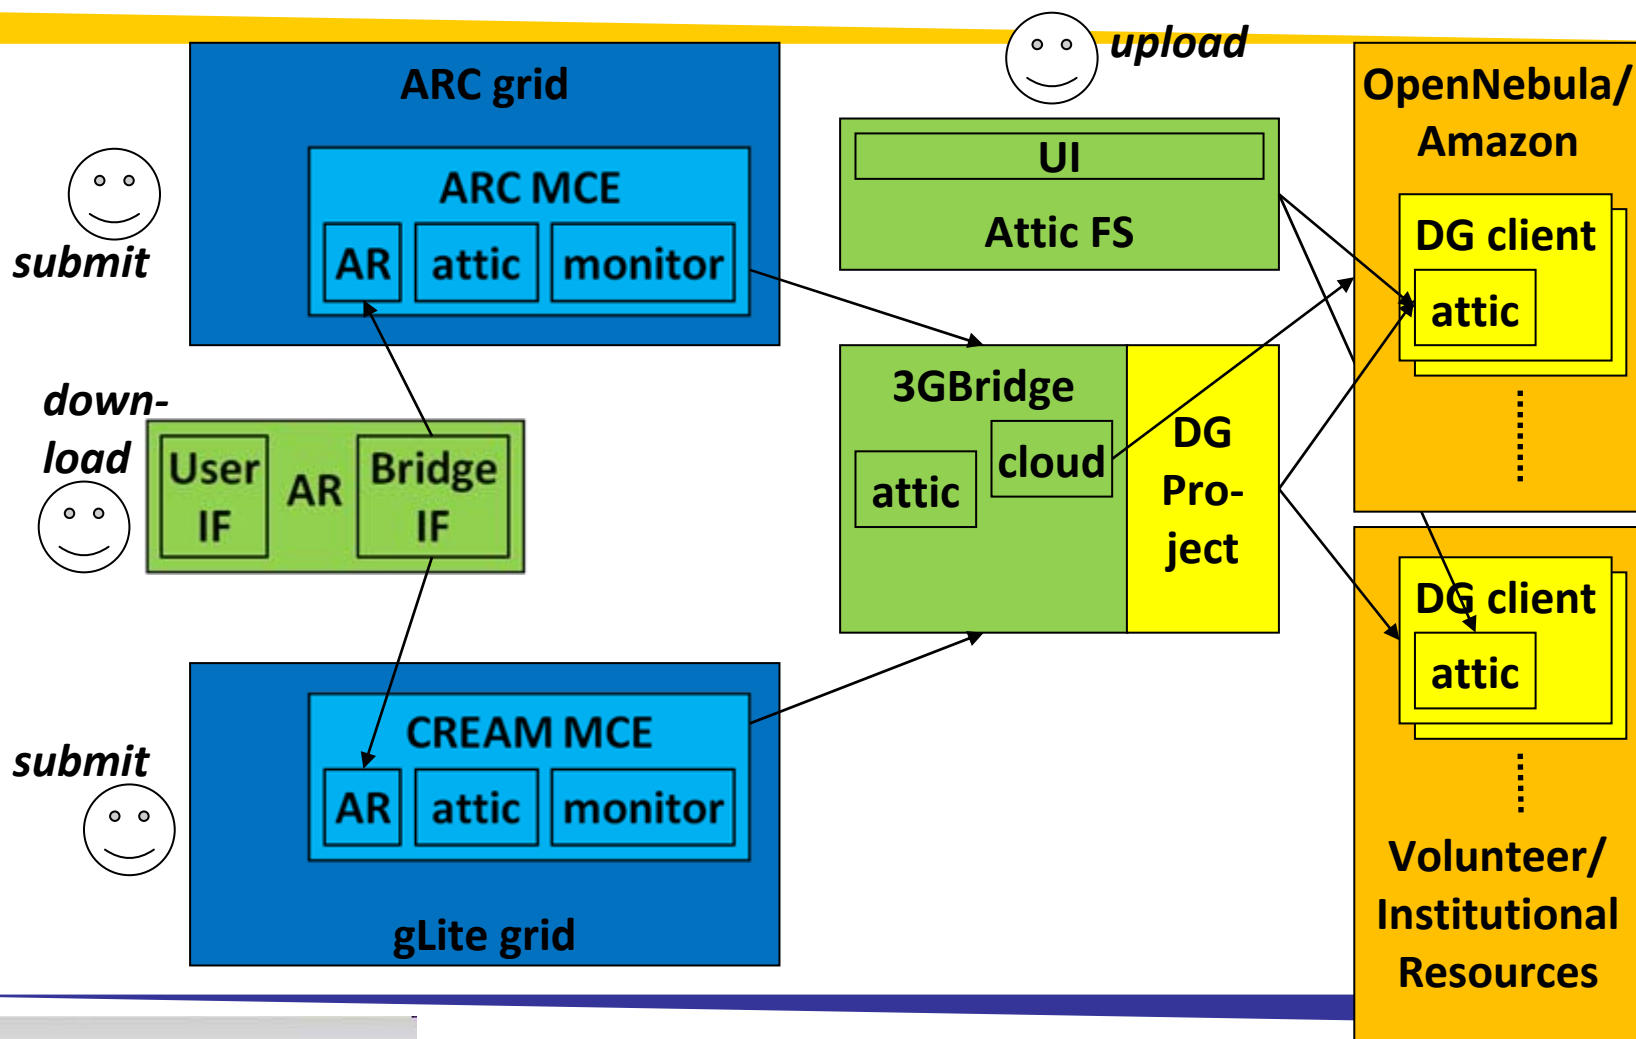 upload
ARC grid
ARC MCE
AR attic monitor
submit
UI
Attic FS
OpenNebula/
Amazon
DG client
attic
down-
load
User
IF
AR
Bridge
IF
3GBridge
attic
cloud
DG
Pro-
ject
DG client
attic
submit
CREAM MCE
AR attic monitor
gLite grid
Volunteer/
Institutional
Resources